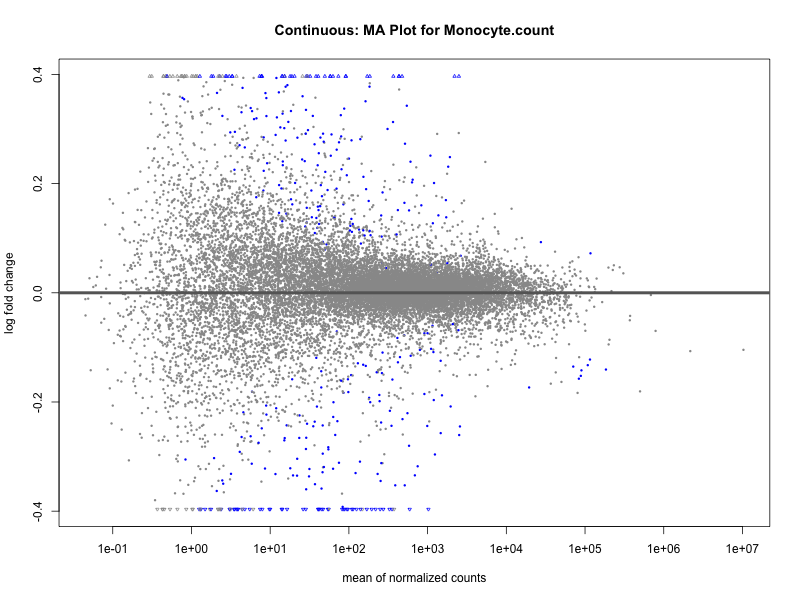 Continuous: MA Plot for Monocyte.count
0.4
0.2
0.0
-0.2
-0.4
log fold change
1e-01 1e+00 1e+01 1e+02 1e+03 1e+04 1e+05 1e+06 1e+07
mean of normalized counts